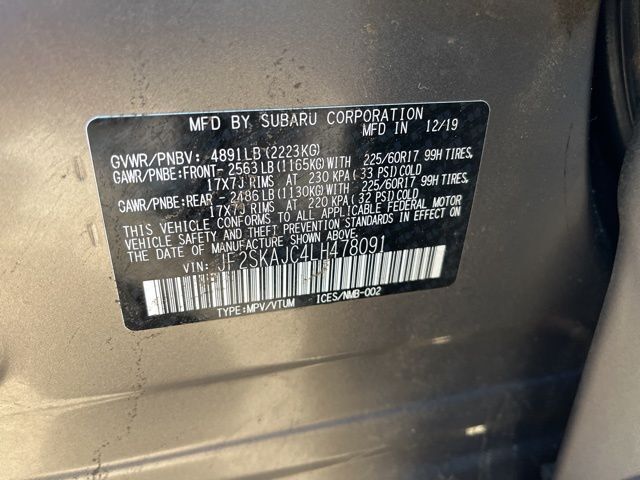 MFD BY SUBARU CORPORATION
MFD IN 12/19
GVWR/PNBV: 4891LB(2223KG)
GAWR/PNBE:FRONT- 2563LB(1165KG)WITH 225/60R17 99H TIRES,
17X7J RIMS AT 230 KPA(33 PSI)COLD
GAWR/PNBE:REAR - 2486LB(1130KG)WITH 225/60R17 99H TIRES,
17X7J RIMS AT 220 KPA(32 PSI)COLD
THIS VEHICLE CONFORMS TO ALL APPLICABLE FEDERAL MOTOR
VEHICLE SAFETY AND THEFT PREVENTION STANDARDS IN EFFECT ON
THE DATE OF MANUFACTURE SHOWN ABOVE.
VIN: JF2SKAJC4LH478091
TYPE:MPV/VTUM ICES/NMB-002